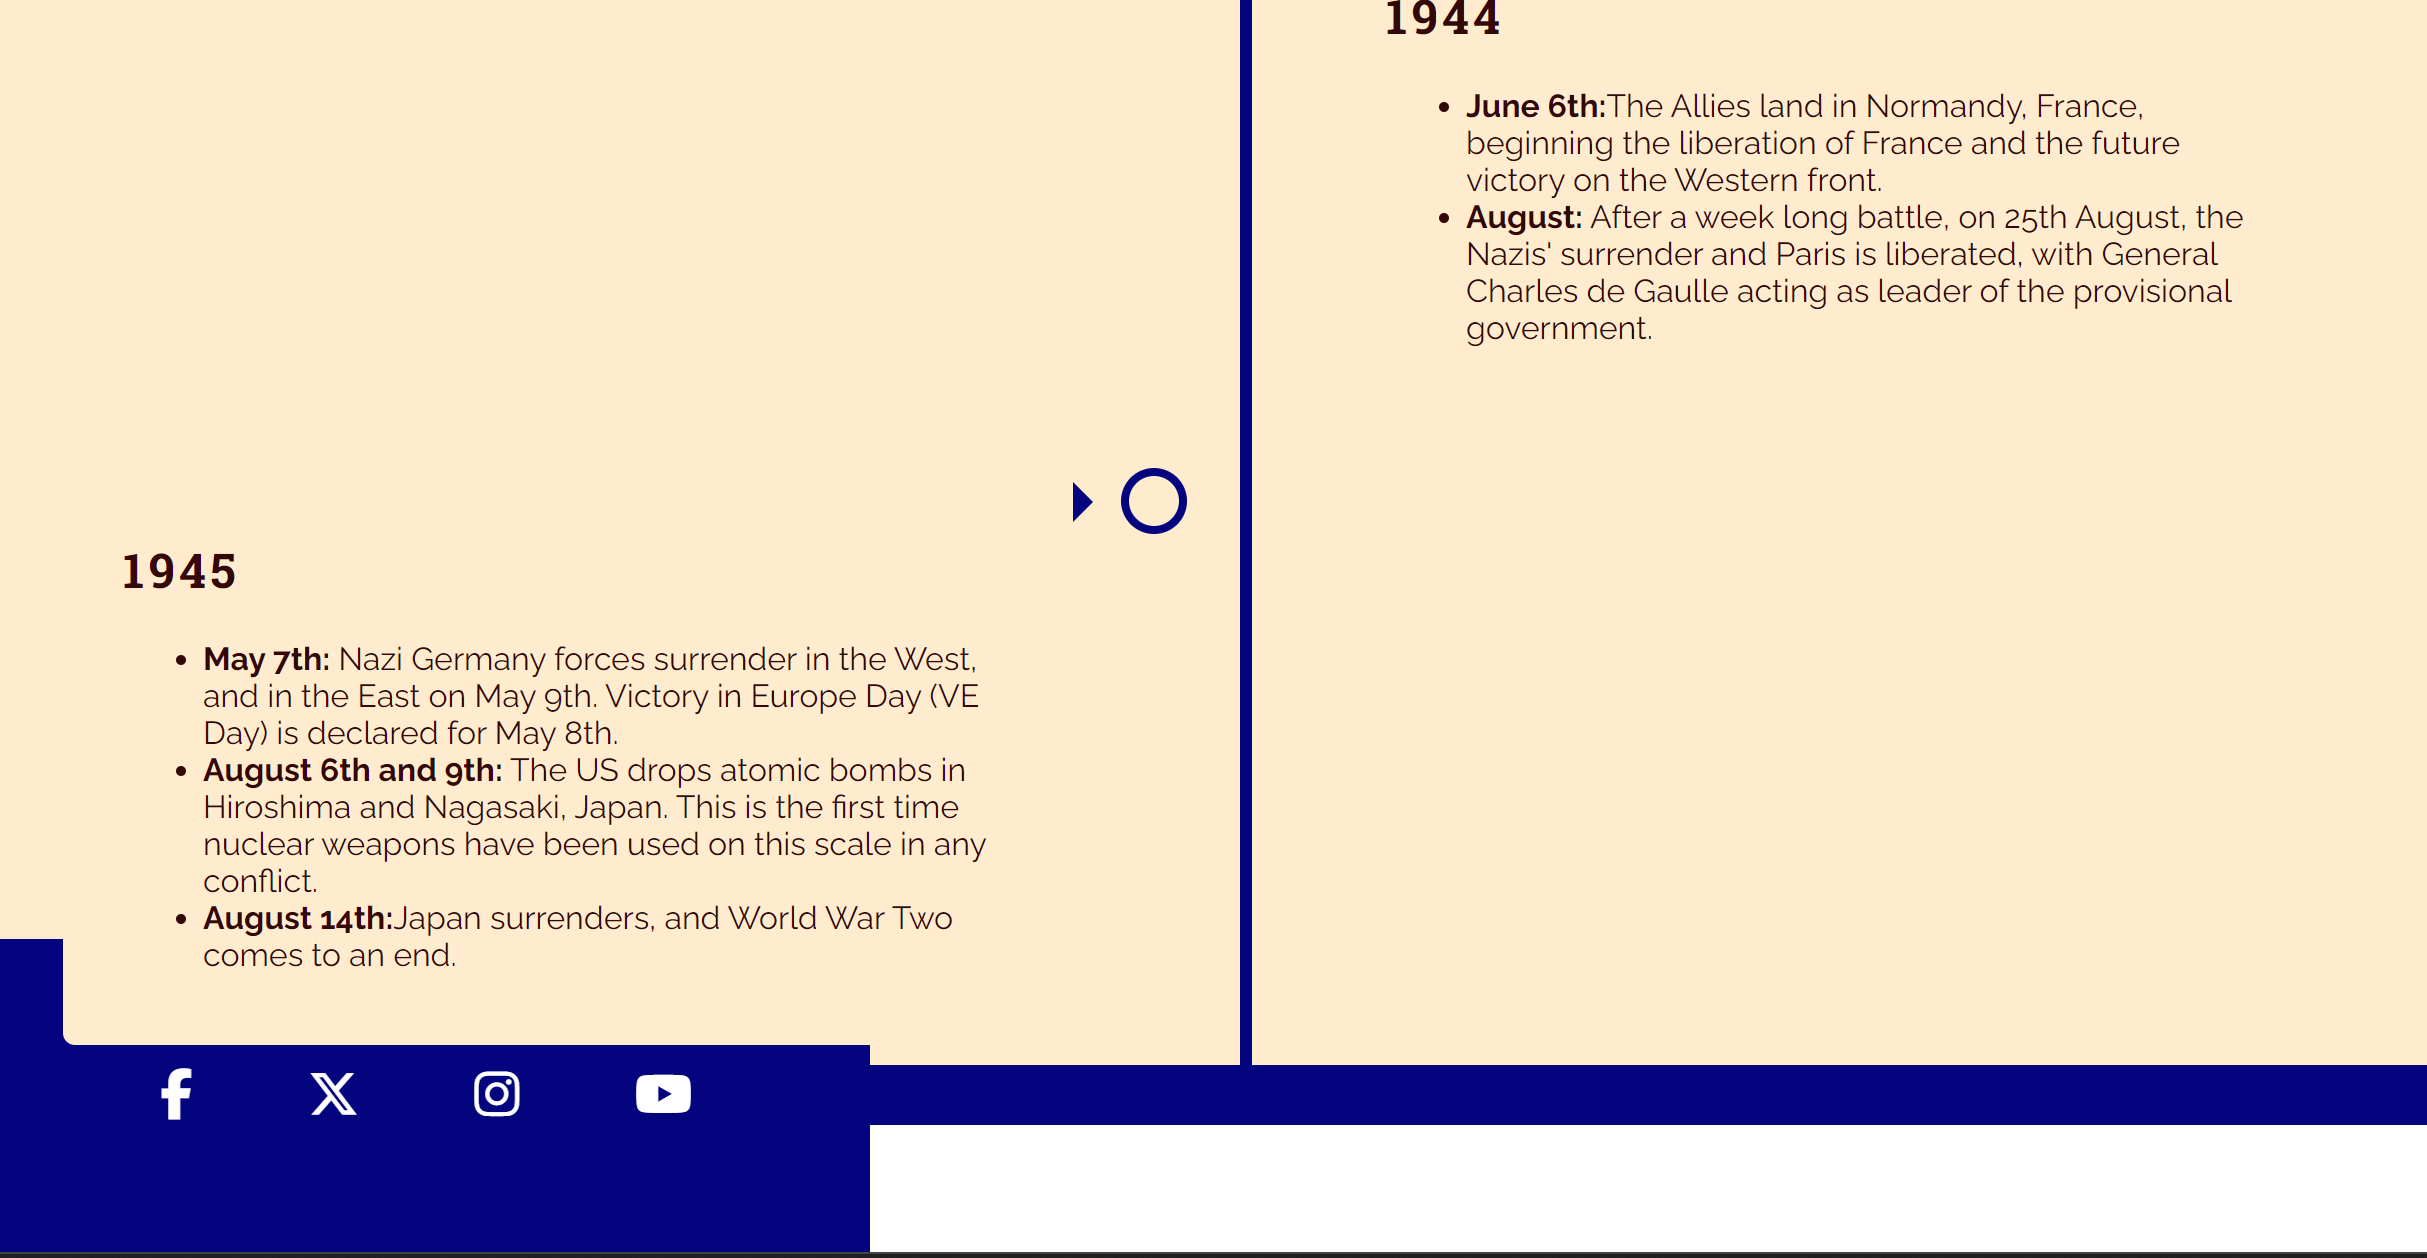 1944
June 6th:The Allies land in Normandy, France,
beginning the liberation of France and the future
victory on the Western front.
August: After a week long battle, on 25th August, the
Nazis' surrender and Paris is liberated, with General
Charles de Gaulle acting as leader of the provisional
government.
1945
May 7th: Nazi Germany forces surrender in the West,
and in the East on May 9th. Victory in Europe Day (VE
Day) is declared for May 8th.
August 6th and 9th: The US drops atomic bombs in
Hiroshima and Nagasaki, Japan. This is the first time
nuclear weapons have been used on this scale in any
conflict.
August 14th:Japan surrenders, and World War Two
comes to an end.